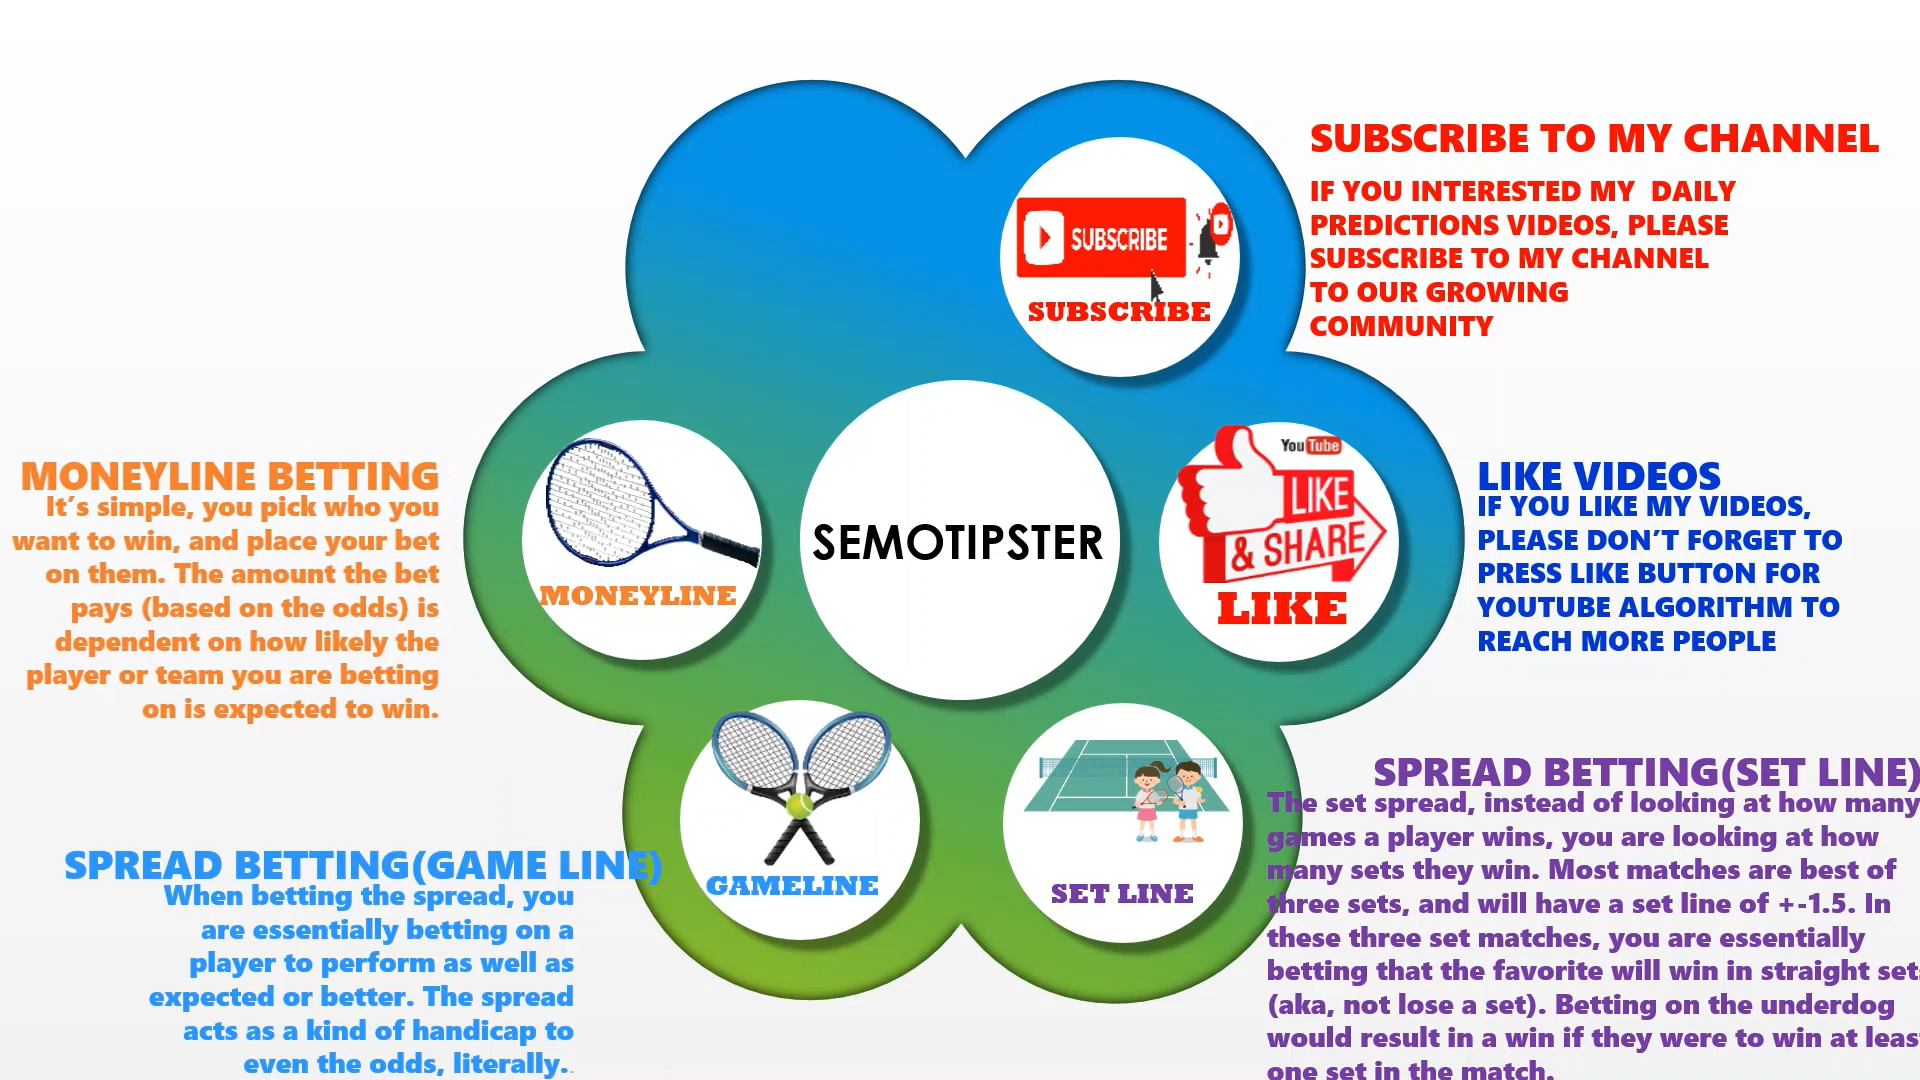 SUBSCRIBE TO MY CHANNEL
IF YOU INTERESTED MY DAILY
PREDICTIONS VIDEOS, PLEASE
SUBSCRIBE TO MY CHANNEL
TO OUR GROWING
COMMUNITY
SUBSCRIBE
SUBSCRIBE
MONEYLINE BETTING
It's simple, you pick who you
want to win, and place your bet
on them. The amount the bet
pays (based on the odds) is
dependent on how likely the
player or team you are betting
on is expected to win.
MONEYLINE
SEMOTIPSTER
YouTube
LIKE
& SHARE
LIKE
LIKE VIDEOS
IF YOU LIKE MY VIDEOS,
PLEASE DON'T FORGET TO
PRESS LIKE BUTTON FOR
YOUTUBE ALGORITHM TO
REACH MORE PEOPLE
SPREAD BETTING(GAME LINE)
When betting the spread, you
are essentially betting on a
player to perform as well as
expected or better. The spread
acts as a kind of handicap to
even the odds, literally..
GAMELINE
SET LINE
SPREAD BETTING(SET LINE)
The set spread, instead of looking at how many
games a player wins, you are looking at how
many sets they win. Most matches are best of
three sets, and will have a set line of +-1.5. In
these three set matches, you are essentially
betting that the favorite will win in straight set
(aka, not lose a set). Betting on the underdog
would result in a win if they were to win at leas
one set in the match.